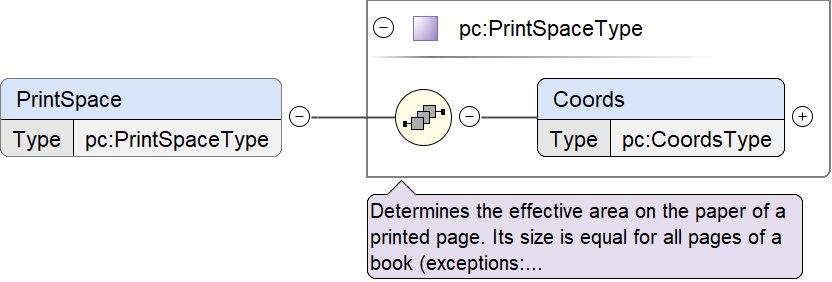 pc:PrintSpaceType
PrintSpace
Type pc:PrintSpaceType
Coords
Type pc:CoordsType
Determines the effective area on the paper of a
printed page. Its size is equal for all pages of a
book (exceptions:...